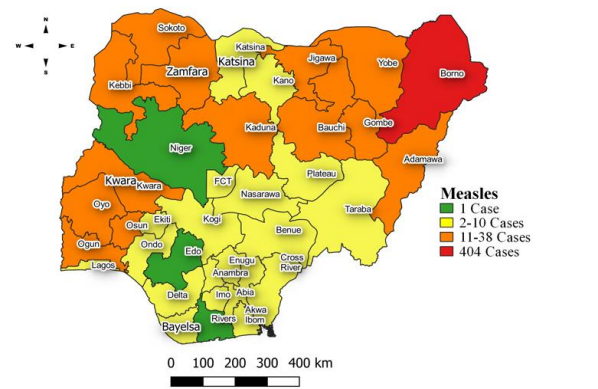 N
W E
S
Sokoto
Katsina
Katsina
Jigawa
Yobe
Borno
Zamfara
Kebbi
Kano
Gombe
Kaduna
Bauchi
Niger
Adamawa
Plateau
Kwara
Kwara
FCT
Nasarawa
Oyo
Taraba
Ekiti
Kogi
Osun
Benue
Ogun
Ondo
Edo
Lagos
Enugu
Cross
River
Anambra
Delta
Imo
Abia
Akwa
Ibom
Rivers
Bayelsa
Measles
1 Case
2-10 Cases
11-38 Cases
404 Cases
0 100 200 300 400 km